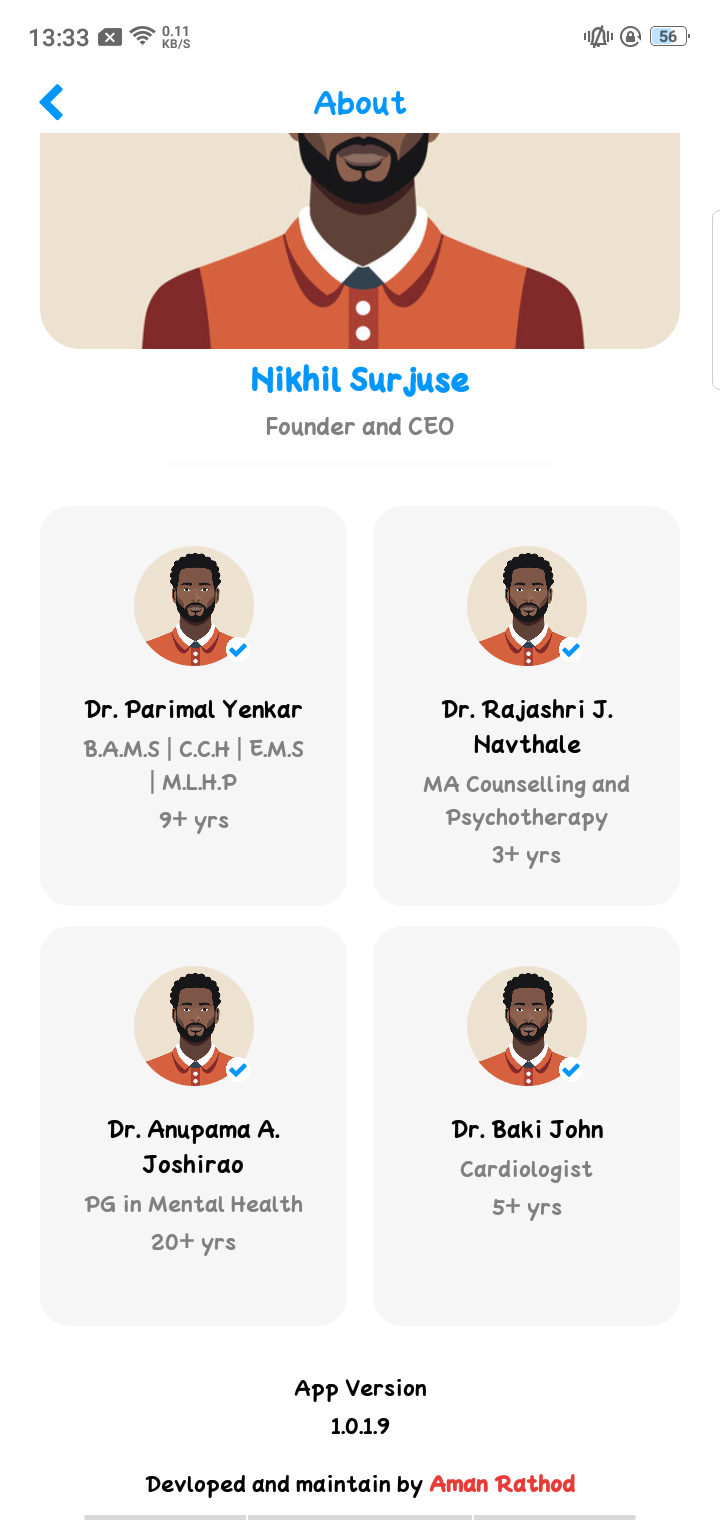 13:33 0.11 KB/S 56
About
Nikhil Surjuse
Founder and CEO
Dr. Parimal Yenkar
B.A.M.S | C.C.H | E.M.S
| M.L.H.P
9+ yrs
Dr. Rajashri J.
Navthale
MA Counselling and
Psychotherapy
3+ yrs
Dr. Anupama A.
Joshirao
PG in Mental Health
20+ yrs
Dr. Baki John
Cardiologist
5+ yrs
App Version
1.0.1.9
Devloped and maintain by Aman Rathod